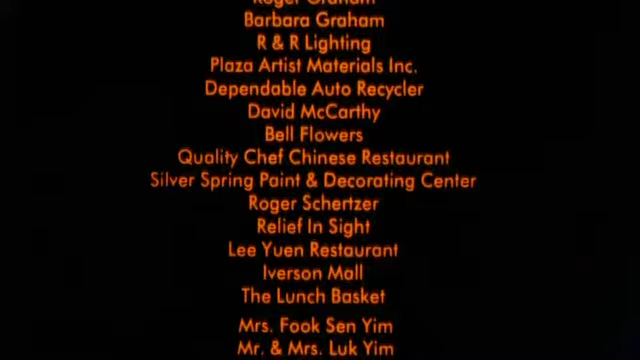 Roger Graham
Barbara Graham
R & R Lighting
Plaza Artist Materials Inc.
Dependable Auto Recycler
David McCarthy
Bell Flowers
Quality Chef Chinese Restaurant
Silver Spring Paint & Decorating Center
Roger Schertzer
Relief In Sight
Lee Yuen Restaurant
Iverson Mall
The Lunch Basket
Mrs. Fook Sen Yim
Mr. & Mrs. Luk Yim